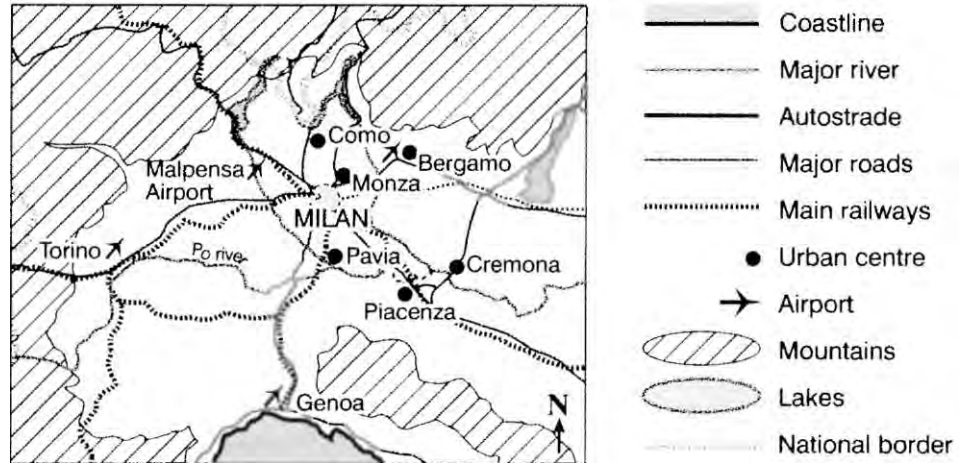 Como
Bergamo
Malpensa
Airport
Monza
MILAN
Torino
Po river
Pavia
Cremona
Piacenza
Genoa
N
Coastline
Major river
Autostrade
Major roads
Main railways
Urban centre
Airport
Mountains
Lakes
National border